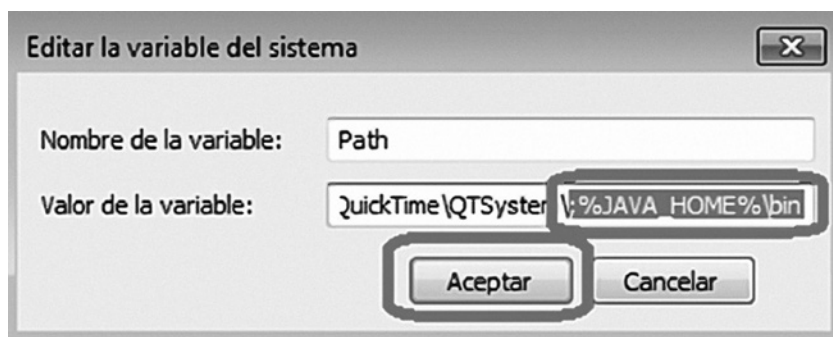 Editar la variable del sistema
Nombre de la variable: Path
Valor de la variable: QuickTime\QTSystem\;%JAVA_HOME%\bin
Aceptar Cancelar